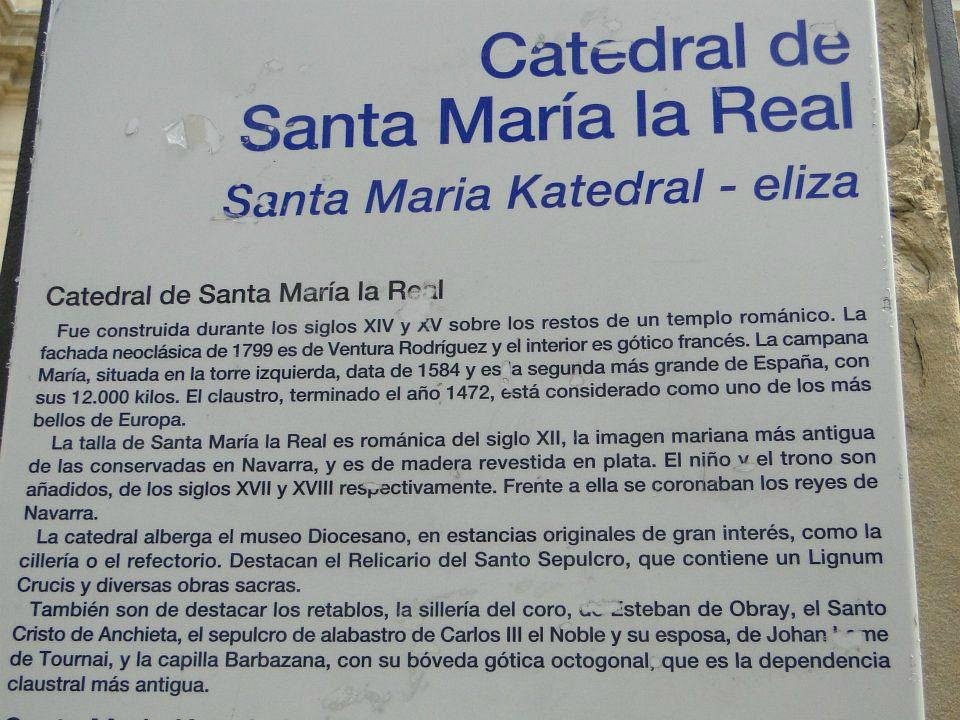 Catedral de
Santa María la Real
Santa Maria Katedral - eliza
Catedral de Santa María la Real
Fue construida durante los siglos XIV y XV sobre los restos de un templo románico. La
fachada neoclásica de 1799 es de Ventura Rodríguez y el interior es gótico francés. La campana
María, situada en la torre izquierda, data de 1584 y es la segunda más grande de España, con
sus 12.000 kilos. El claustro, terminado el año 1472, está considerado como uno de los más
bellos de Europa.
La talla de Santa María la Real es románica del siglo XII, la imagen mariana más antigua
de las conservadas en Navarra, y es de madera revestida en plata. El niño y el trono son
añadidos, de los siglos XVII y XVIII respectivamente. Frente a ella se coronaban los reyes de
Navarra.
La catedral alberga el museo Diocesano, en estancias originales de gran interés, como la
cillería o el refectorio. Destacan el Relicario del Santo Sepulcro, que contiene un Lignum
Crucis y diversas obras sacras.
También son de destacar los retablos, la sillería del coro, de Esteban de Obray, el Santo
Cristo de Anchieta, el sepulcro de alabastro de Carlos III el Noble y su esposa, de Johan
de Tournai, y la capilla Barbazana, con su bóveda gótica octogonal, que es la dependencia
claustral más antigua.